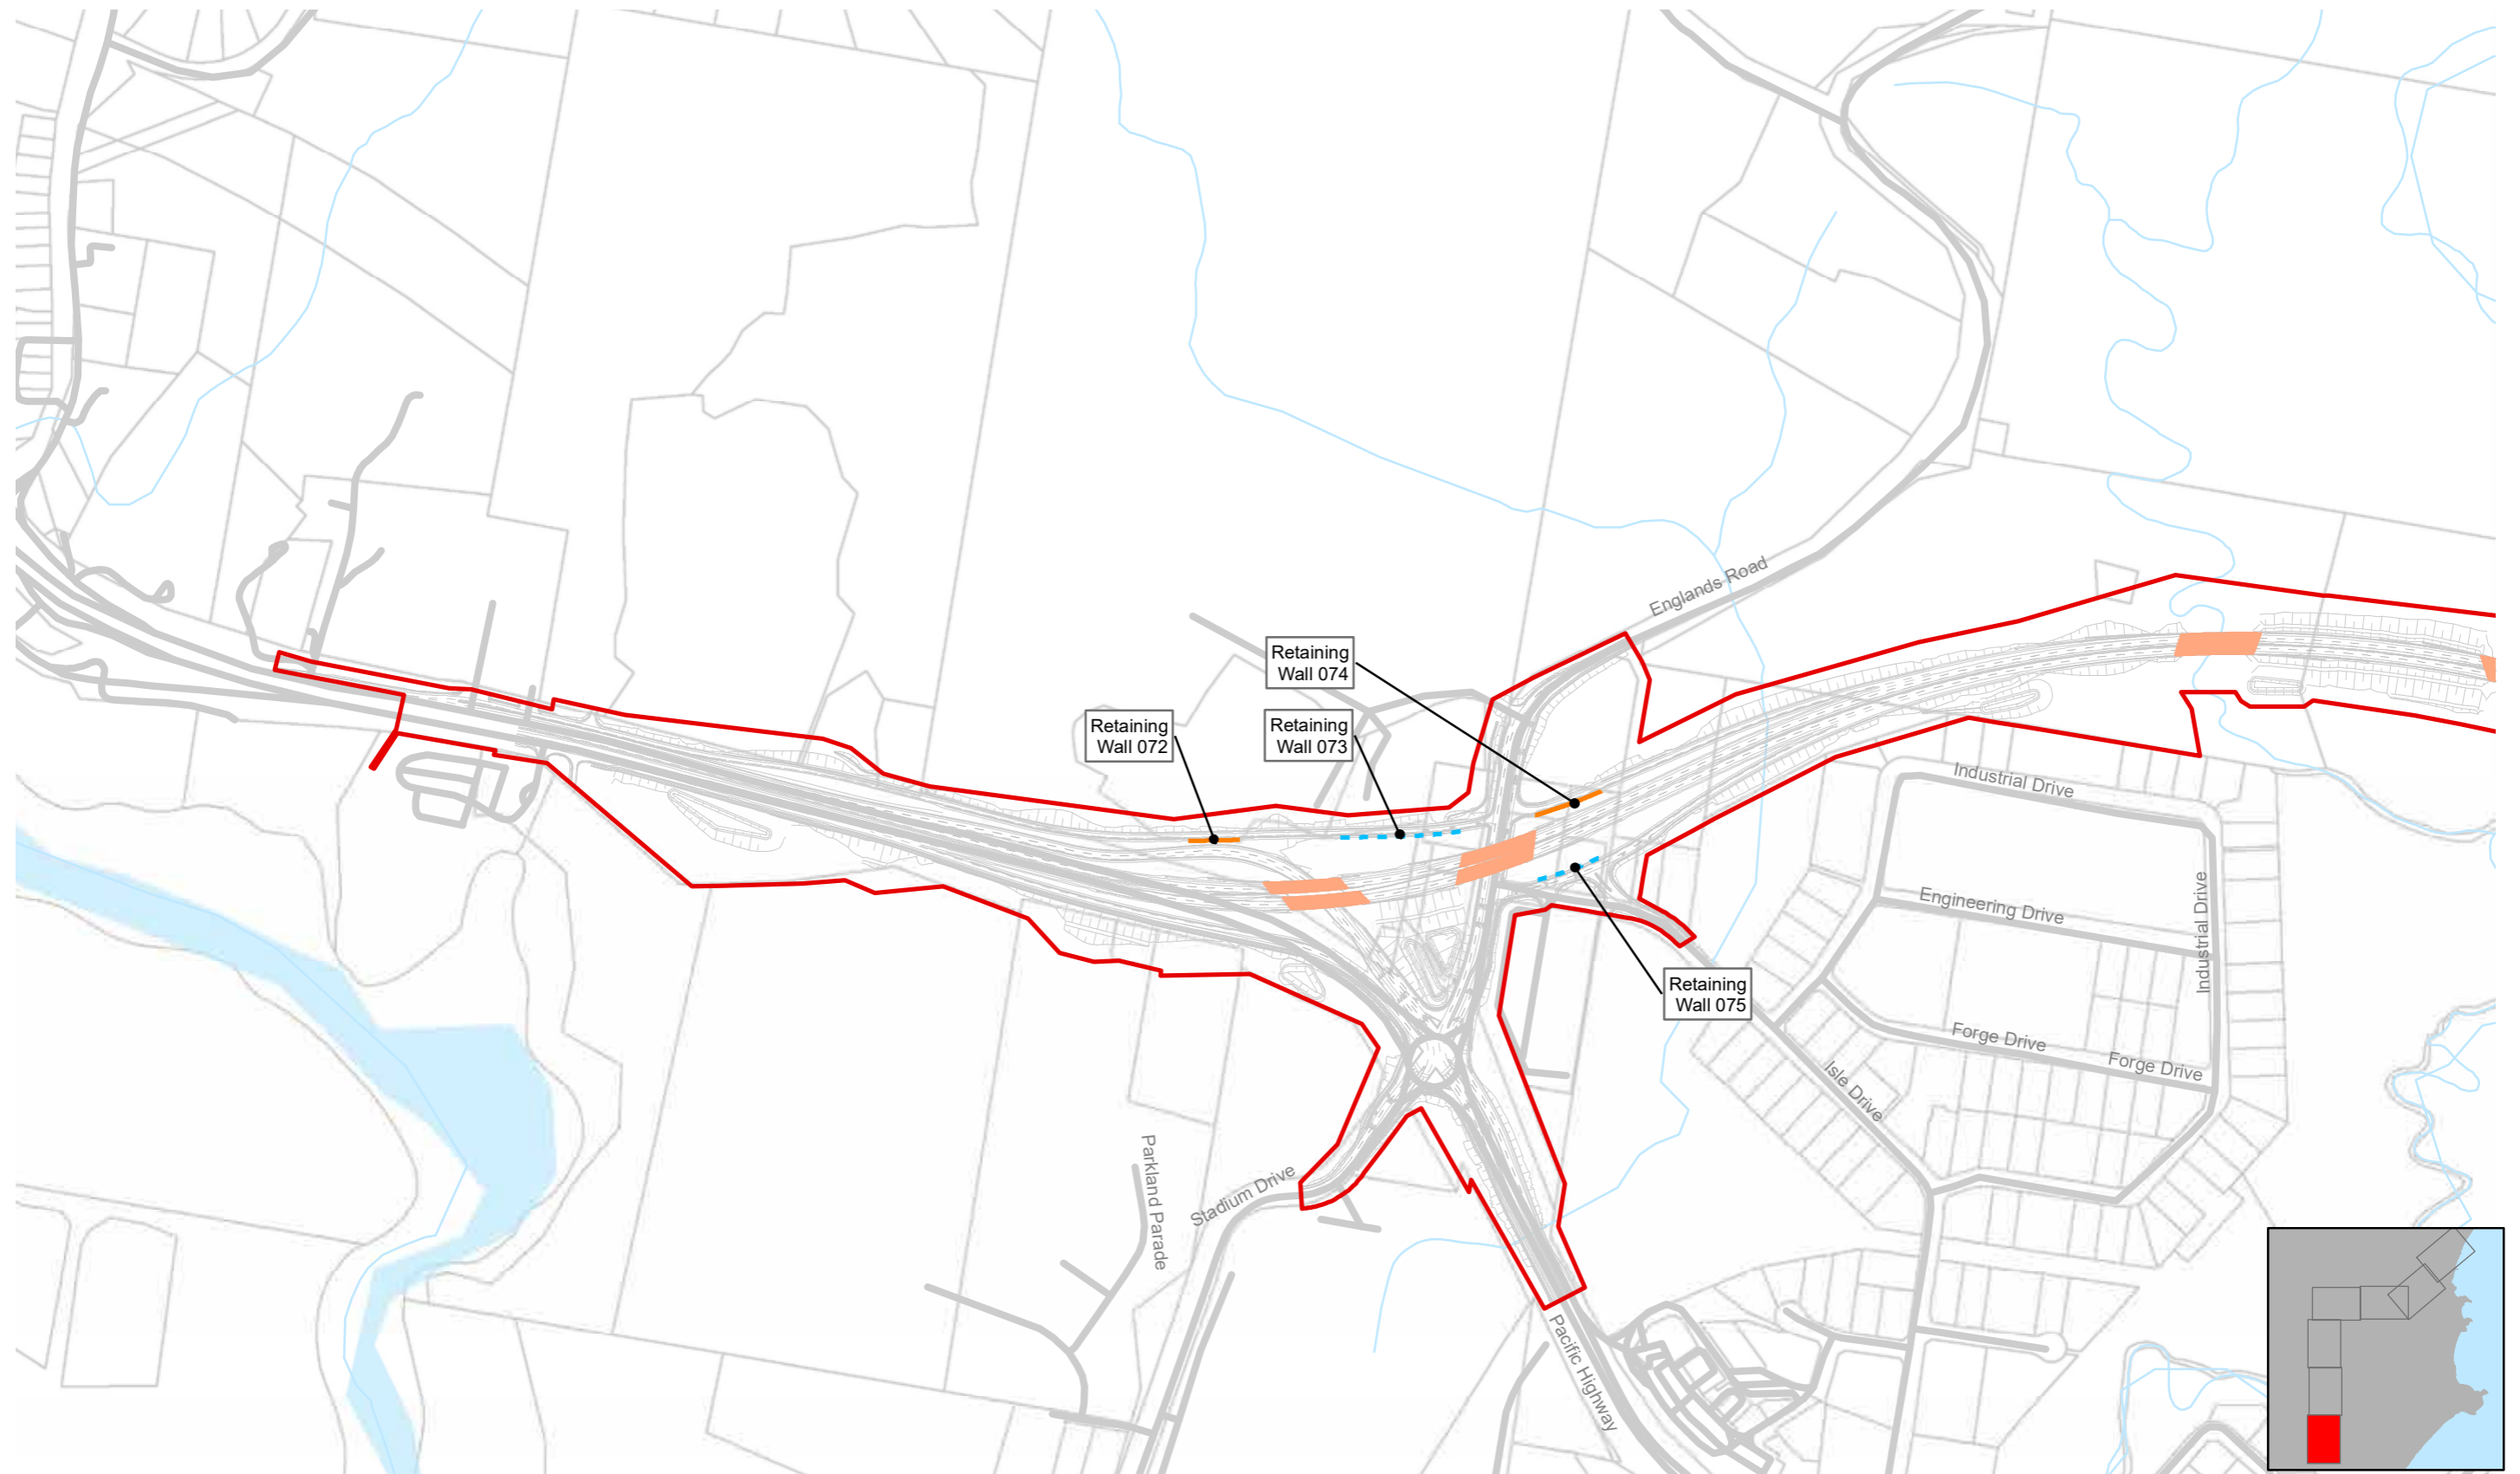 Englands Road
Retaining
Wall 074
Retaining
Wall 072
Retaining
Wall 073
Industrial Drive
Engineering Drive
Industrial Drive
Retaining
Wall 075
Forge Drive
Forge Drive
Isle Drive
Parkland Parade
Stadium Drive
Pacific Highway